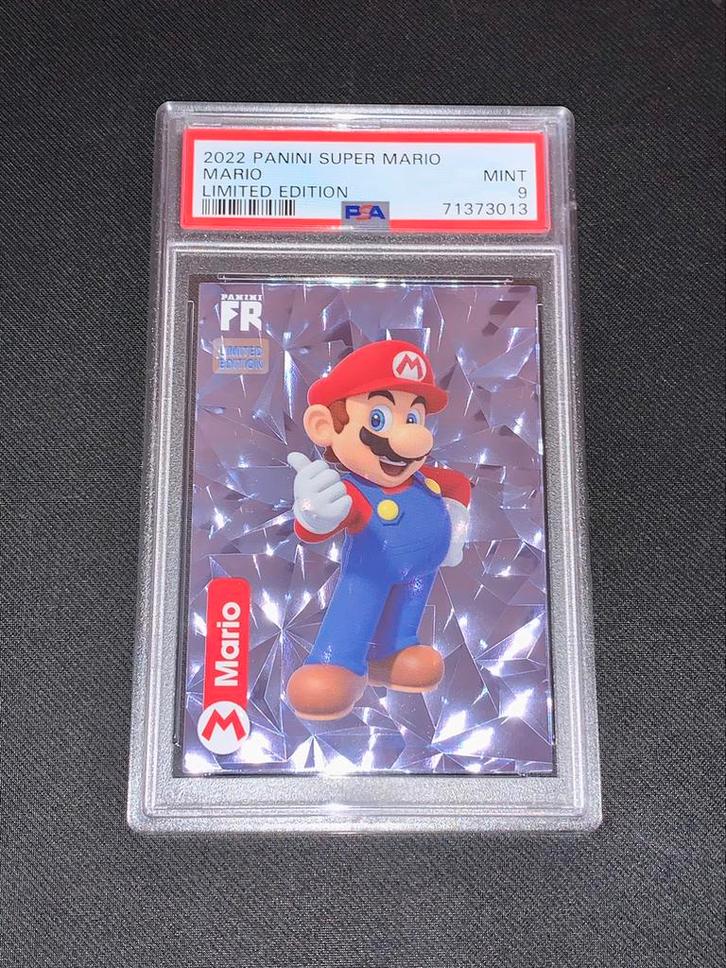 2022 PANINI SUPER MARIO
MARIO MINT
LIMITED EDITION 9
PSA 71373013
PANINI
FR
LIMITED
EDITION
M
Mario
M